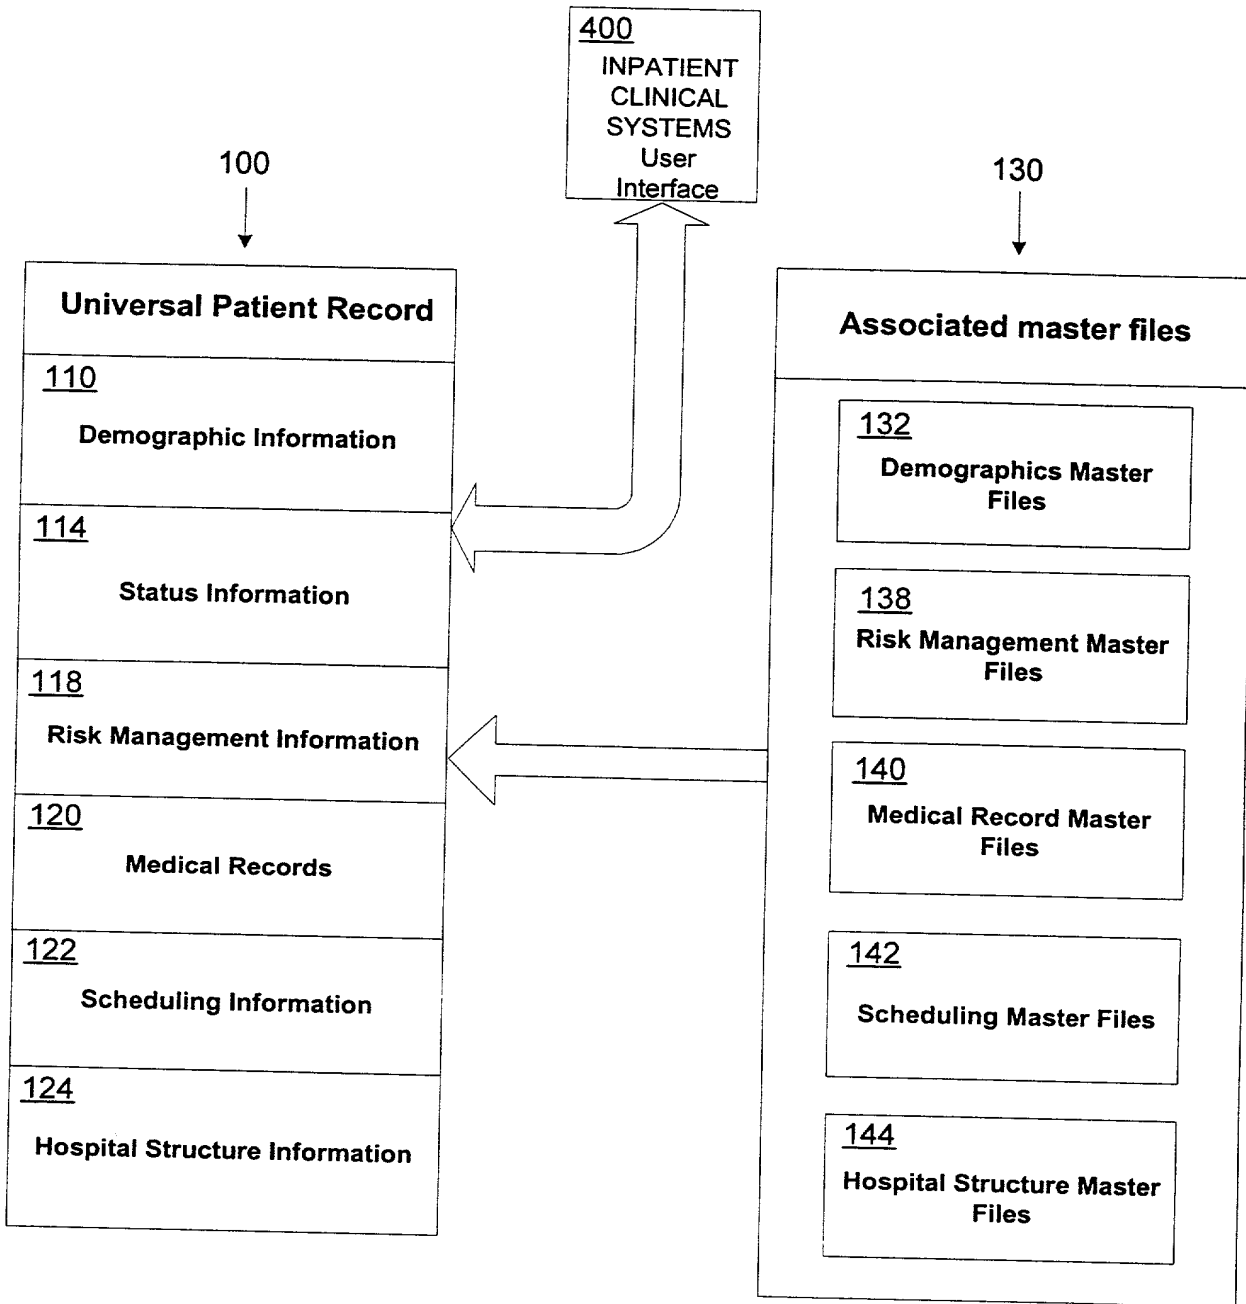 400
INPATIENT
CLINICAL
SYSTEMS
User
Interface
100
130
Universal Patient Record
110
Demographic Information
114
Status Information
118
Risk Management Information
120
Medical Records
122
Scheduling Information
124
Hospital Structure Information
Associated master files
132
Demographics Master
Files
138
Risk Management Master
Files
140
Medical Record Master
Files
142
Scheduling Master Files
144
Hospital Structure Master
Files